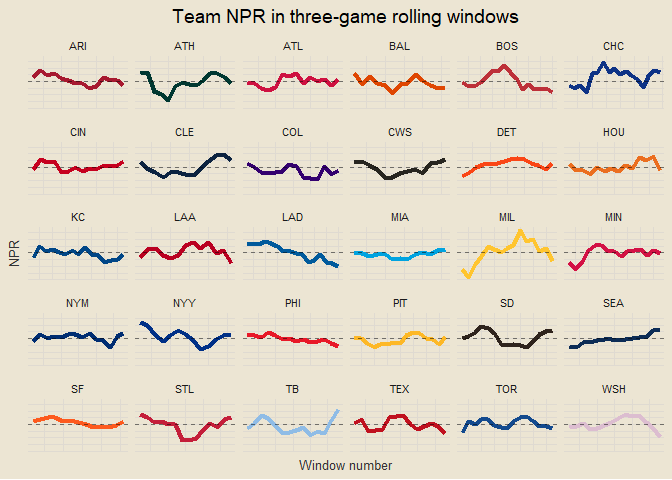 Team NPR in three-game rolling windows
ARI ATH ATL BAL BOS CHC
CIN CLE COL CWS DET HOU
KC LAA LAD MIA MIL MIN
NPR
NYM NYY PHI PIT SD SEA
SF STL TB TEX TOR WSH
Window number